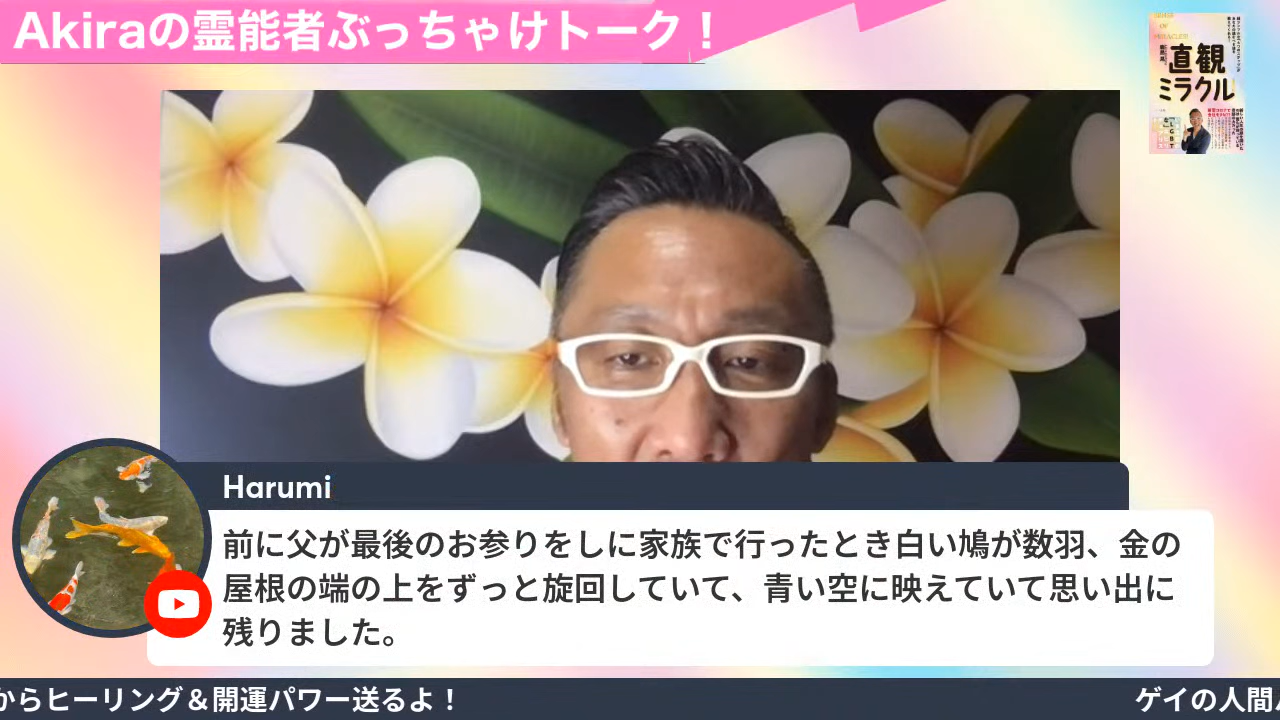 Akiraの霊能者ぶっちゃけトーク！
直観
ミラクル
Harumi
前に父が最後のお参りをしに家族で行ったとき白い鳩が数羽、金の
屋根の端の上をずっと旋回していて、青い空に映えていて思い出に
残りました。
からヒーリング＆開運パワー送るよ！
ゲイの人間